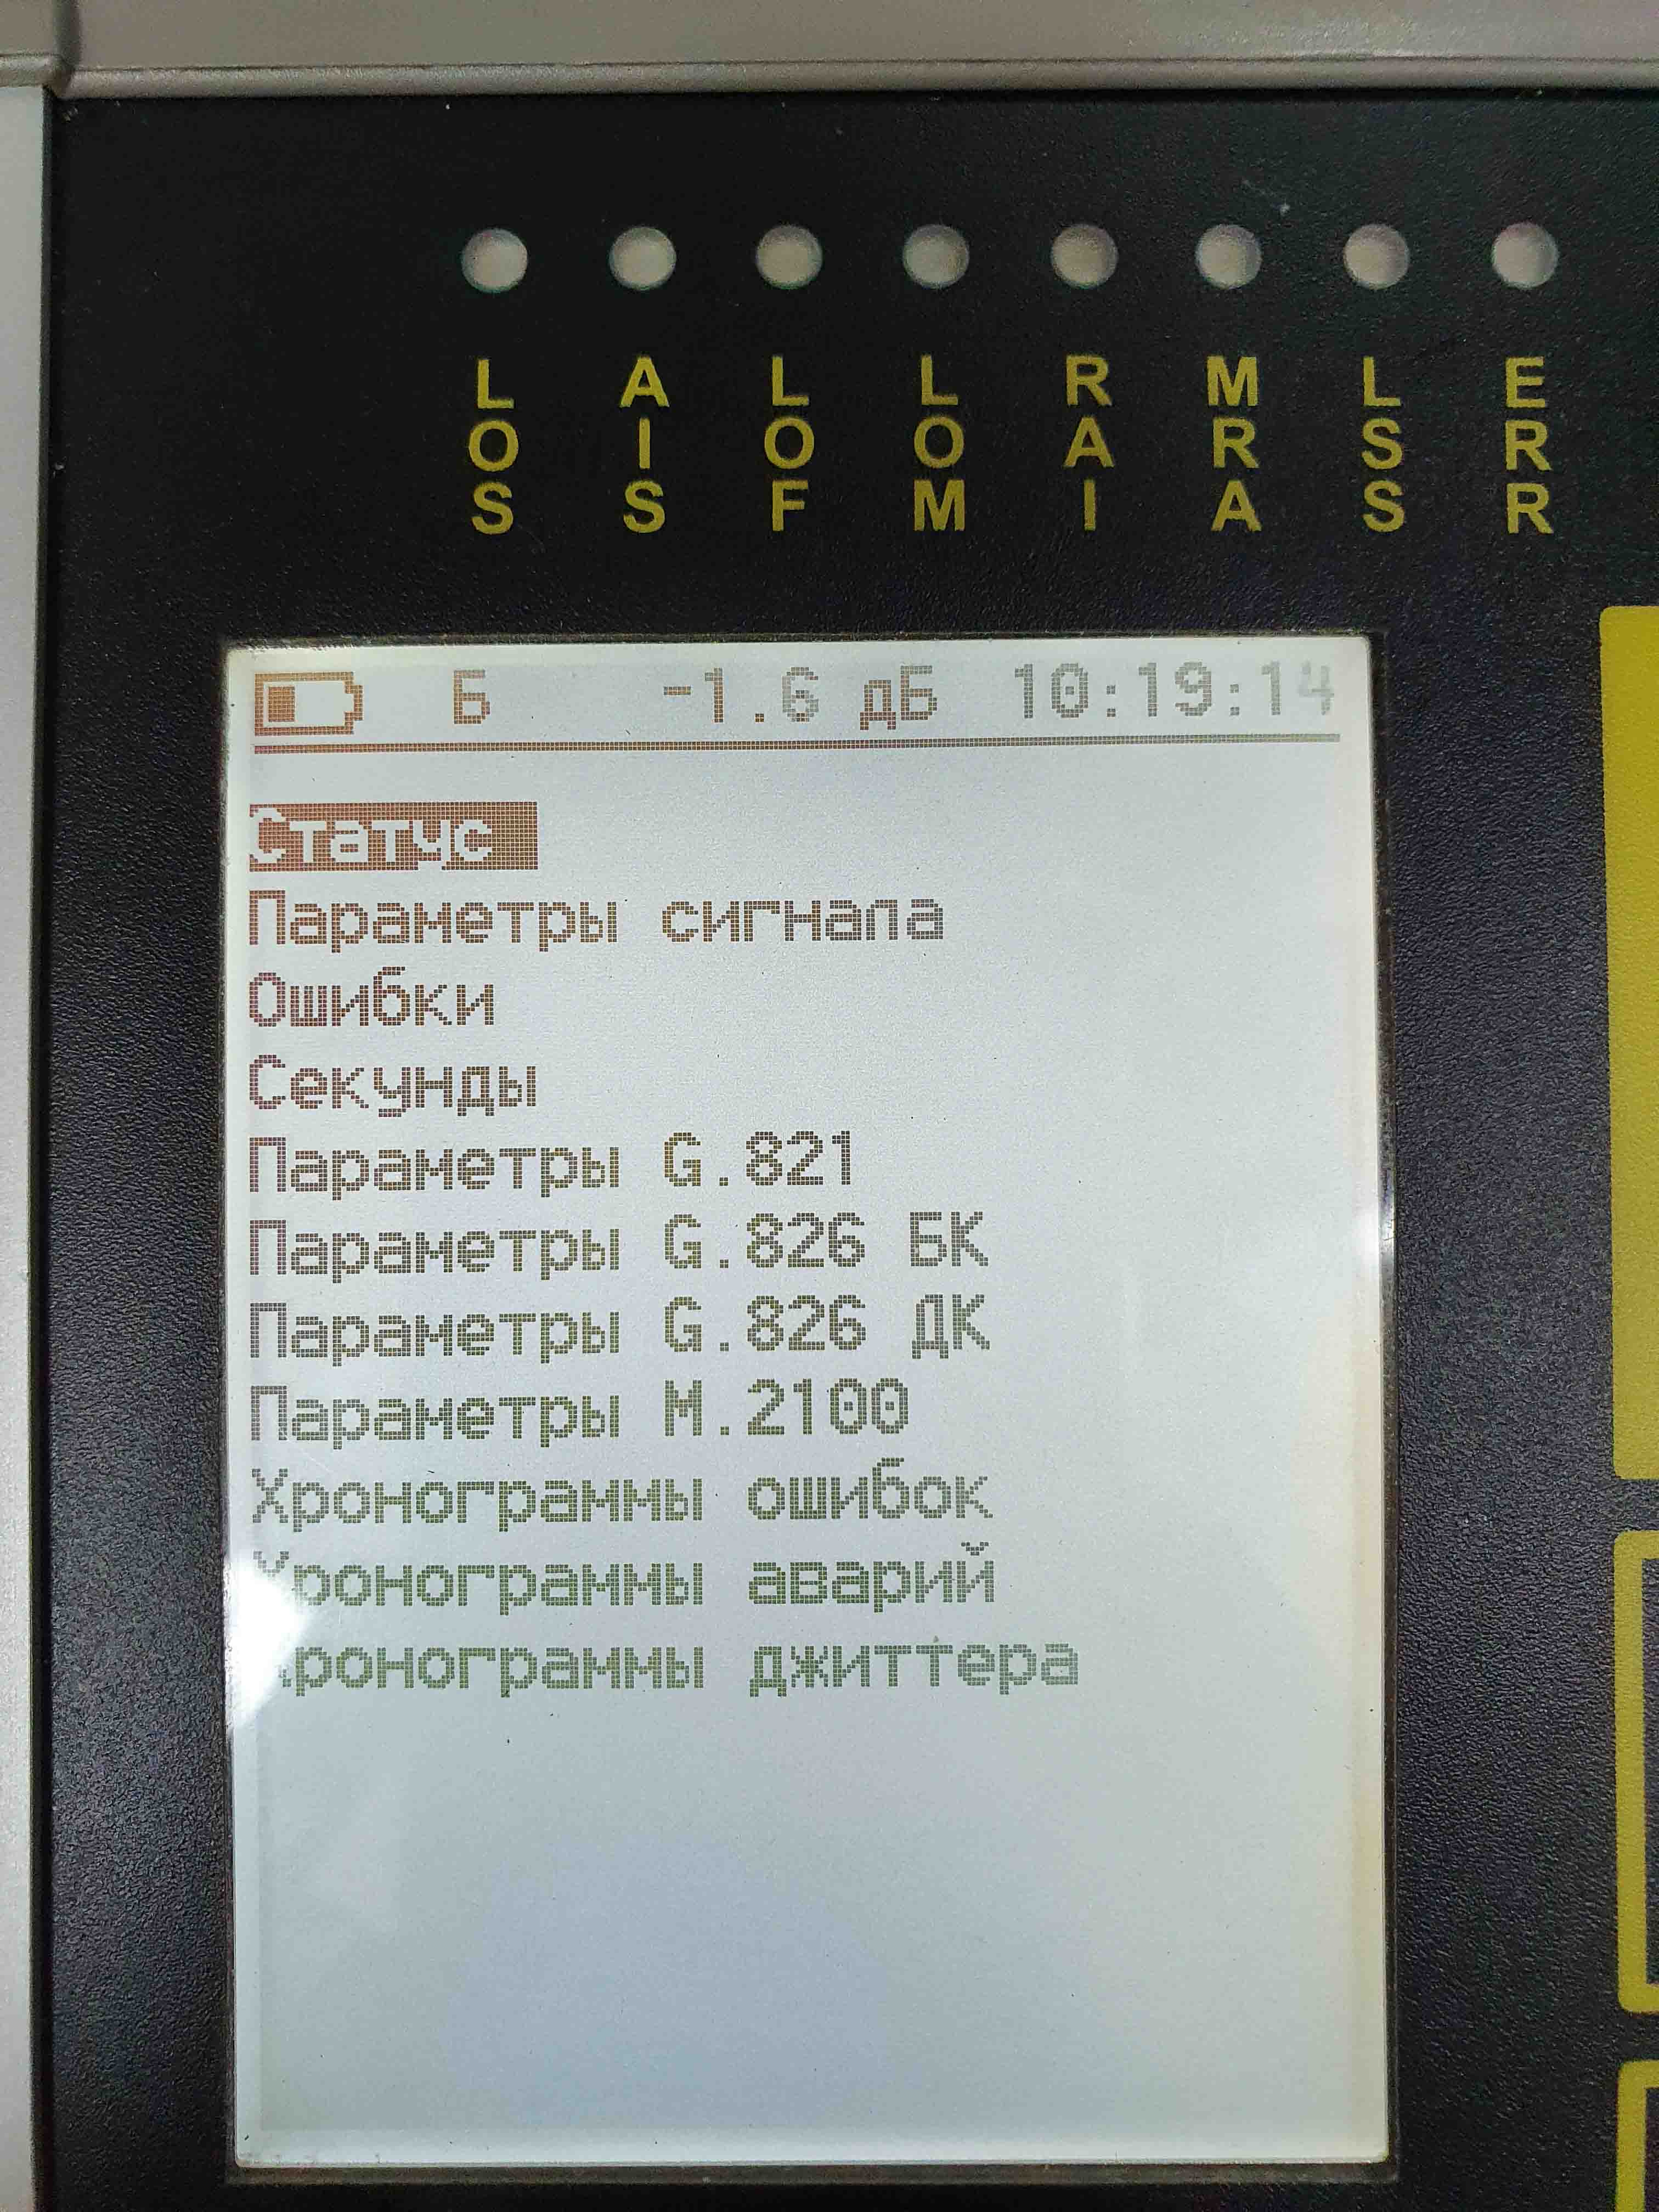 LOS AIS LOF LOM RAI MRA LSS ERR
Б -1.6 дБ 10:19:14
Статус
Параметры сигнала
Ошибки
Секунды
Параметры G.821
Параметры G.826 БК
Параметры G.826 ДК
Параметры M.2100
Хронограммы ошибок
Хронограммы аварий
Хронограммы джиттера